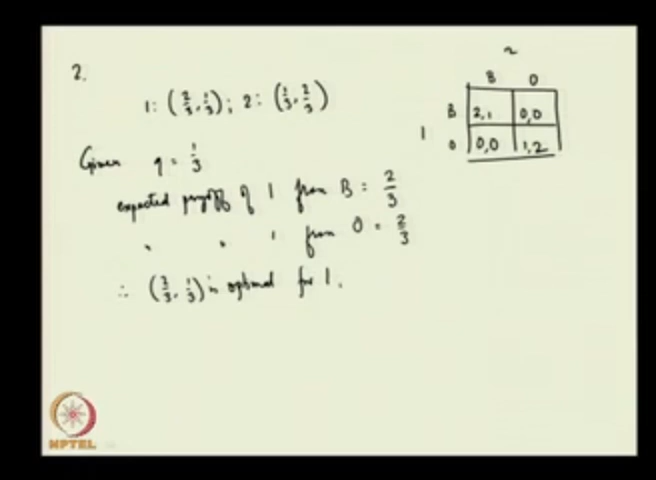 2.
1: (2/3, 1/3); 2: (1/3, 2/3)
Given q = 1/3
expected payoff of 1 from B = 2/3
" " 1 from O = 2/3
∴ (2/3, 1/3) is optimal for 1.
2
B O
B 2,1 0,0
1
O 0,0 1,2
NPTEL